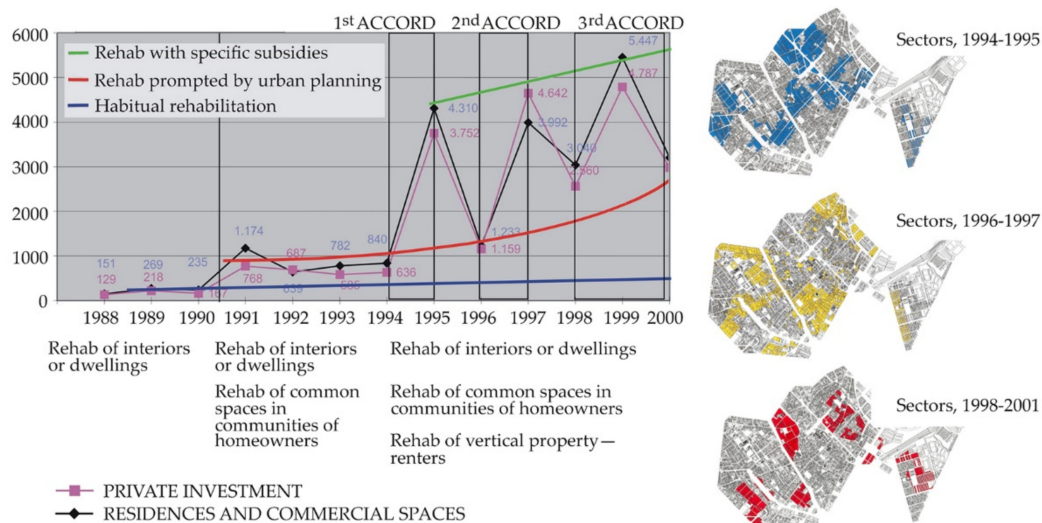 1st ACCORD 2nd ACCORD 3rd ACCORD
6000
5000
4000
3000
2000
1000
0
Rehab with specific subsidies
Rehab prompted by urban planning
Habitual rehabilitation
5.447
4.787
4.310
3.752
4.642
3.992
3.040
2.560
1.233
1.159
1.174
768
687
639
782
840
636
151
129
269
218
235
167
1988 1989 1990 1991 1992 1993 1994 1995 1996 1997 1998 1999 2000
Rehab of interiors
or dwellings
Rehab of interiors
or dwellings
Rehab of common
spaces in
communities of
homeowners
Rehab of interiors or dwellings
Rehab of common spaces in
communities of homeowners
Rehab of vertical property—
renters
PRIVATE INVESTMENT
RESIDENCES AND COMMERCIAL SPACES
Sectors, 1994-1995
Sectors, 1996-1997
Sectors, 1998-2001